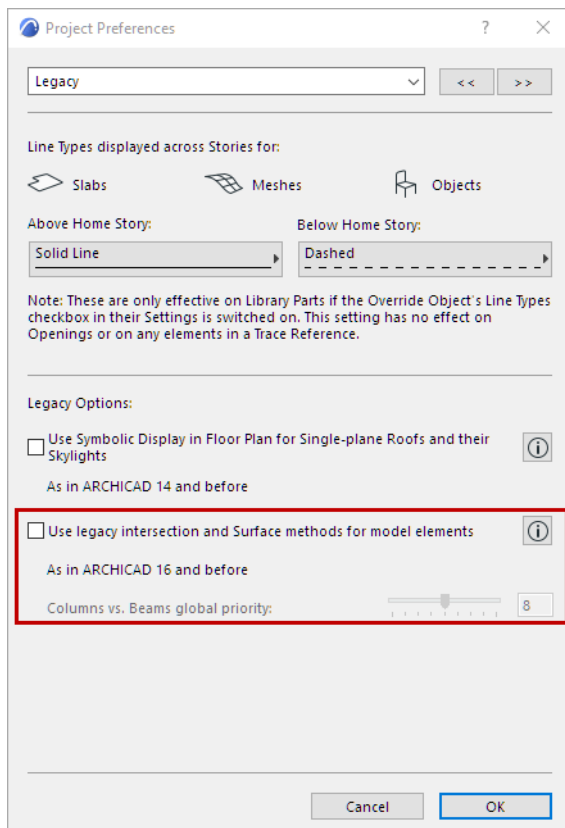 Project Preferences
?
Legacy
<<
>>
Line Types displayed across Stories for:
Slabs
Meshes
Objects
Above Home Story:
Below Home Story:
Solid Line
Dashed
Note: These are only effective on Library Parts if the Override Object's Line Types
checkbox in their Settings is switched on. This setting has no effect on
Openings or on any elements in a Trace Reference.
Legacy Options:
Use Symbolic Display in Floor Plan for Single-plane Roofs and their
Skylights
As in ARCHICAD 14 and before
Use legacy intersection and Surface methods for model elements
As in ARCHICAD 16 and before
Columns vs. Beams global priority:
8
Cancel
OK